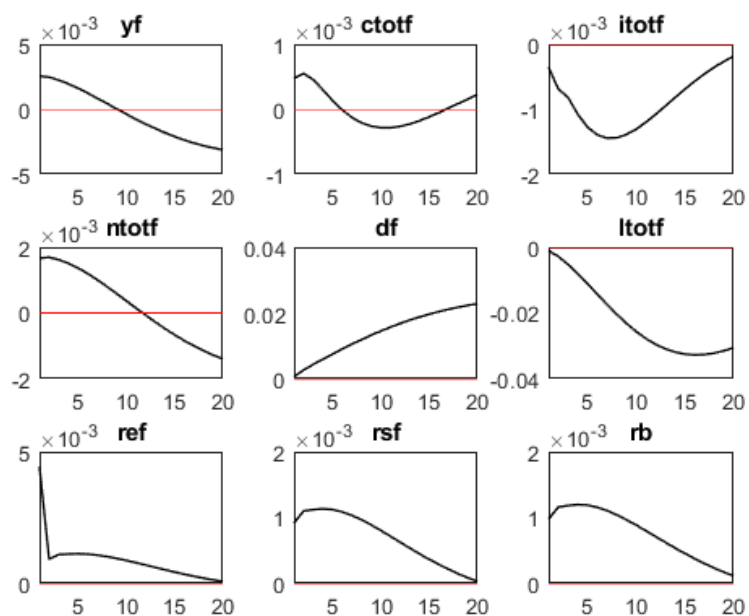 ×10⁻³ yf ×10⁻³ ctotf ×10⁻³ itotf
5 1 0
0 0 -1
-5 -1 -2
5 10 15 20 5 10 15 20 5 10 15 20
×10⁻³ ntotf df ltotf
2 0.04 0
0 0.02 -0.02
-2 0 -0.04
5 10 15 20 5 10 15 20 5 10 15 20
×10⁻³ ref ×10⁻³ rsf ×10⁻³ rb
5 2 2
1 1
0 0 0
5 10 15 20 5 10 15 20 5 10 15 20